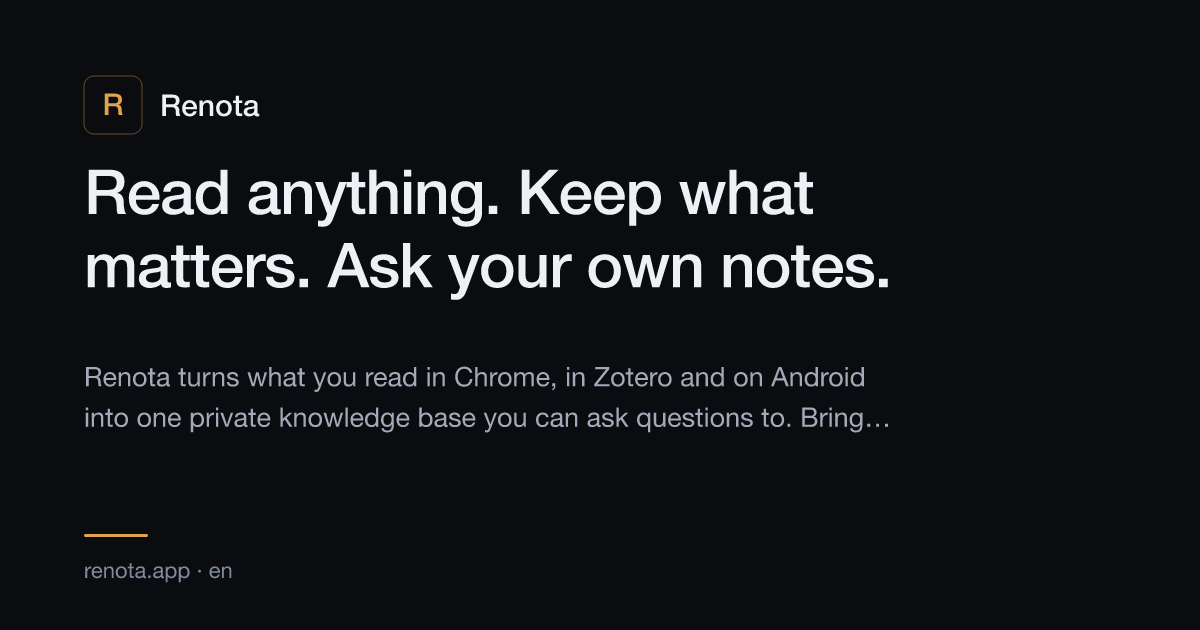 R
Renota
Read anything. Keep what
matters. Ask your own notes.
Renota turns what you read in Chrome, in Zotero and on Android
into one private knowledge base you can ask questions to. Bring…
renota.app · en